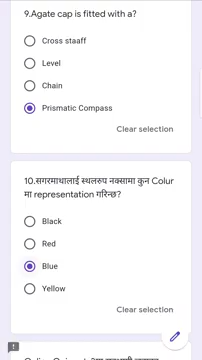 9.Agate cap is fitted with a?
Cross staaff
Level
Chain
Prismatic Compass
Clear selection
10.सगरमाथालाई स्थलरुप नक्सामा कुन Colur
मा representation गरिन्छ?
Black
Red
Blue
Yellow
Clear selection